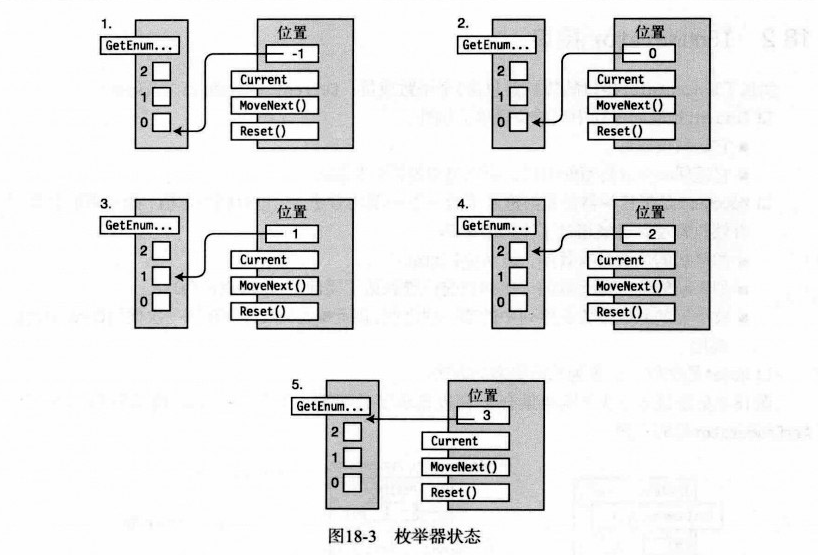 1.
GetEnum...
2
1
0
位置
-1
Current
MoveNext()
Reset()
2.
GetEnum...
2
1
0
位置
0
Current
MoveNext()
Reset()
3.
GetEnum...
2
1
0
位置
1
Current
MoveNext()
Reset()
4.
GetEnum...
2
1
0
位置
2
Current
MoveNext()
Reset()
5.
GetEnum...
2
1
0
位置
3
Current
MoveNext()
Reset()
图18-3 枚举器状态